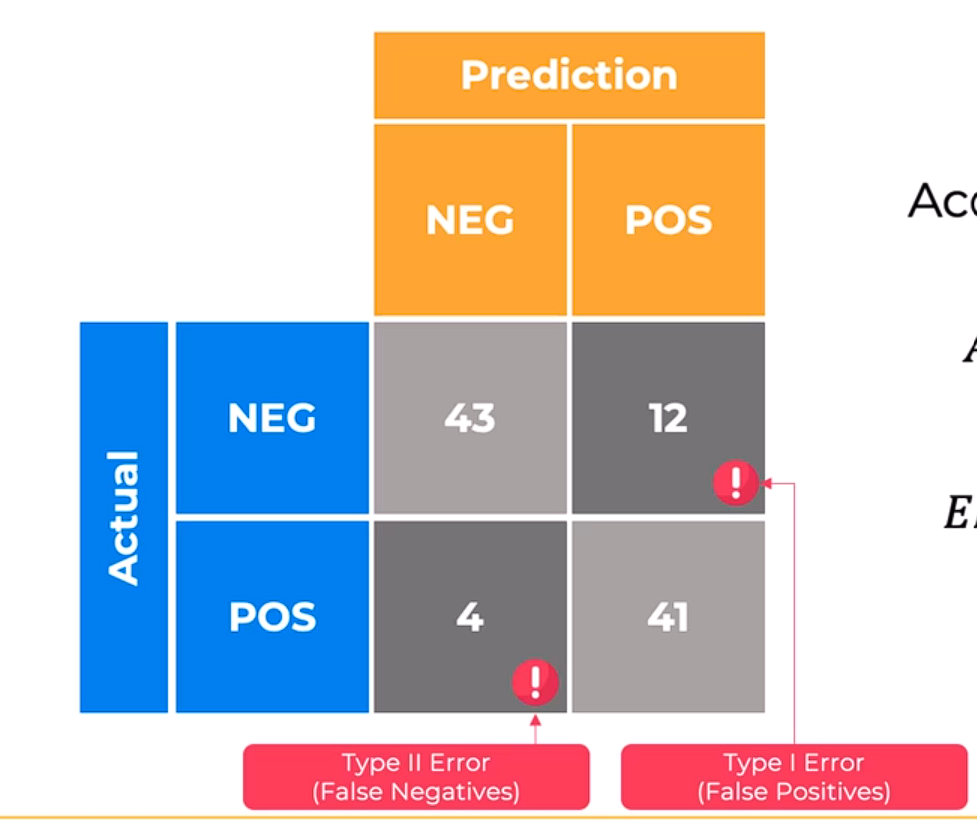 Prediction
NEG POS
Actual
NEG 43 12
POS 4 41
Type II Error
(False Negatives)
Type I Error
(False Positives)